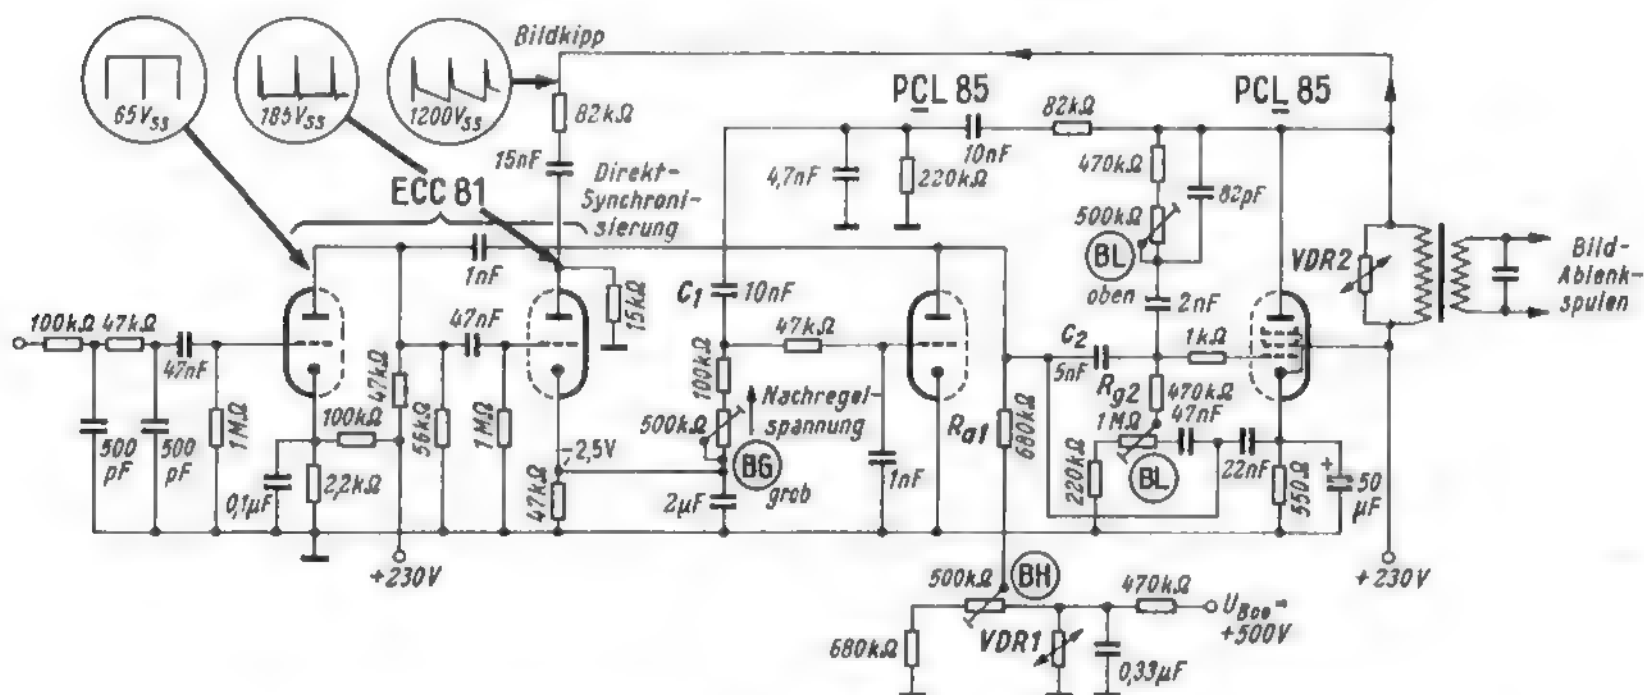 Bildkipp
65Vss
185Vss
1200Vss
PCL 85
PCL 85
82kΩ
82kΩ
15nF
Direkt-
Synchroni-
sierung
ECC 81
4,7nF
220kΩ
10nF
470kΩ
82pF
500kΩ
BL
oben
VDR2
Bild-
Ablenk-
spulen
1nF
15kΩ
C1
10nF
2nF
100kΩ
47kΩ
47nF
47nF
47kΩ
C2
5nF
1kΩ
47kΩ
100kΩ
Nachregel-
spannung
500kΩ
BG
grob
Ra1
680kΩ
Rg2
470kΩ
1MΩ
47nF
BL
22nF
500
pF
500
pF
1MΩ
100kΩ
0,1µF
2,2kΩ
56kΩ
1MΩ
-2,5V
47kΩ
2µF
1nF
220kΩ
550Ω
+
50
µF
+230V
+230V
500kΩ
BH
470kΩ
UBoo =
+500V
680kΩ
VDR1
0,33µF